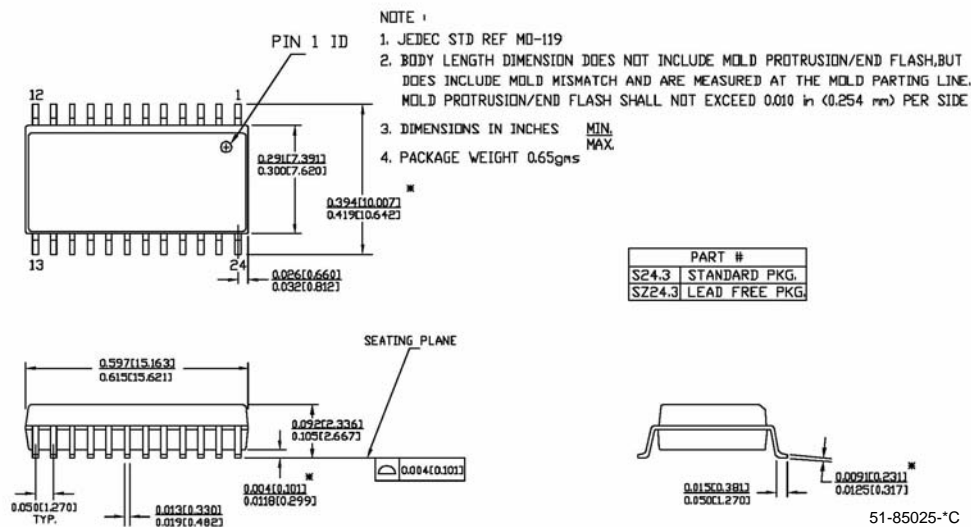 NOTE :
1. JEDEC STD REF MO-119
2. BODY LENGTH DIMENSION DOES NOT INCLUDE MOLD PROTRUSION/END FLASH,BUT
DOES INCLUDE MOLD MISMATCH AND ARE MEASURED AT THE MOLD PARTING LINE.
MOLD PROTRUSION/END FLASH SHALL NOT EXCEED 0.010 in (0.254 mm) PER SIDE
3. DIMENSIONS IN INCHES MIN.
MAX.
4. PACKAGE WEIGHT 0.65gms
PIN 1 ID
12 1
0.291[7.391]
0.300[7.620]
*
0.394[10.007]
0.419[10.642]
13 24
0.026[0.660]
0.032[0.812]
PART #
S24.3 STANDARD PKG.
SZ24.3 LEAD FREE PKG.
SEATING PLANE
0.597[15.163]
0.615[15.621]
0.092[2.336]
0.105[2.667]
0.004[0.101]
*
0.004[0.101]
0.0118[0.299]
0.050[1.270]
TYP.
0.013[0.330]
0.019[0.482]
0.015[0.381]
0.050[1.270]
*
0.0091[0.231]
0.0125[0.317]
51-85025-*C